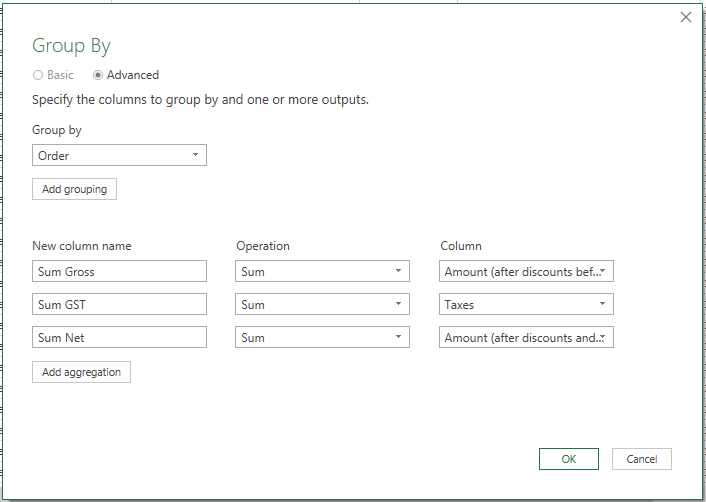 Group By
Basic Advanced
Specify the columns to group by and one or more outputs.
Group by
Order
Add grouping
New column name Operation Column
Sum Gross Sum Amount (after discounts bef...
Sum GST Sum Taxes
Sum Net Sum Amount (after discounts and...
Add aggregation
OK Cancel